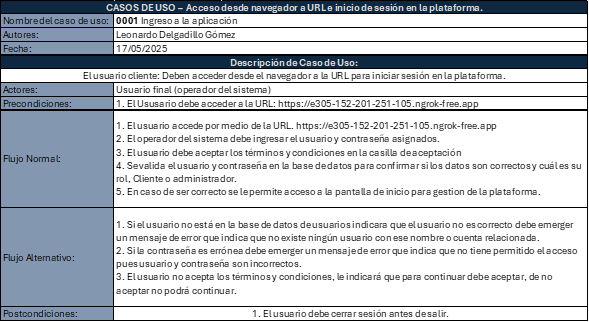 CASOS DE USO – Acceso desde navegador a URL e inicio de sesión en la plataforma.
Nombre del caso de uso: 0001 Ingreso a la aplicación
Autores: Leonardo Delgadillo Gómez
Fecha: 17/05/2025
Descripción de Caso de Uso:
El usuario cliente: Deben acceder desde el navegador a la URL para iniciar sesión en la plataforma.
Actores: Usuario final (operador del sistema)
Precondiciones: 1. El Ususuario debe acceder a la URL: https://e305-152-201-251-105.ngrok-free.app
Flujo Normal:
1. El usuario accede por medio de la URL. https://e305-152-201-251-105.ngrok-free.app
2. El operador del sistema debe ingresar el usuario y contraseña asignados.
3. El usuario debe aceptar los términos y condiciones en la casilla de aceptación
4. Se valida el usuario y contraseña en la base de datos para confirmar si los datos son correctos y cuál es su
rol, Cliente o administrador.
5. En caso de ser correcto se le permite acceso a la pantalla de inicio para gestion de la plataforma.
Flujo Alternativo:
1. Si el usuario no está en la base de datos de usuarios indicara que el usuario no es correcto debe emerger
un mensaje de error que indica que no existe ningún usuario con ese nombre o cuenta relacionada.
2. Si la contraseña es errónea debe emerger un mensaje de error que indica que no tiene permitido el acceso
pues usuario y contraseña son incorrectos.
3. El usuario no acepta los términos y condiciones, le indicará que para continuar debe aceptar, de no
aceptar no podrá continuar.
Postcondiciones: 1. El usuario debe cerrar sesión antes de salir.